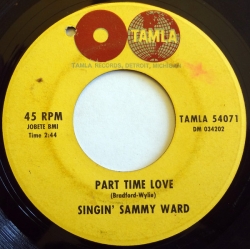 TAMLA
TAMLA RECORDS, DETROIT, MICHIGAN
45 RPM
JOBETE BMI
Time 2:44
TAMLA 54071
DM 034202
PART TIME LOVE
(Bradford-Wylie)
SINGIN' SAMMY WARD